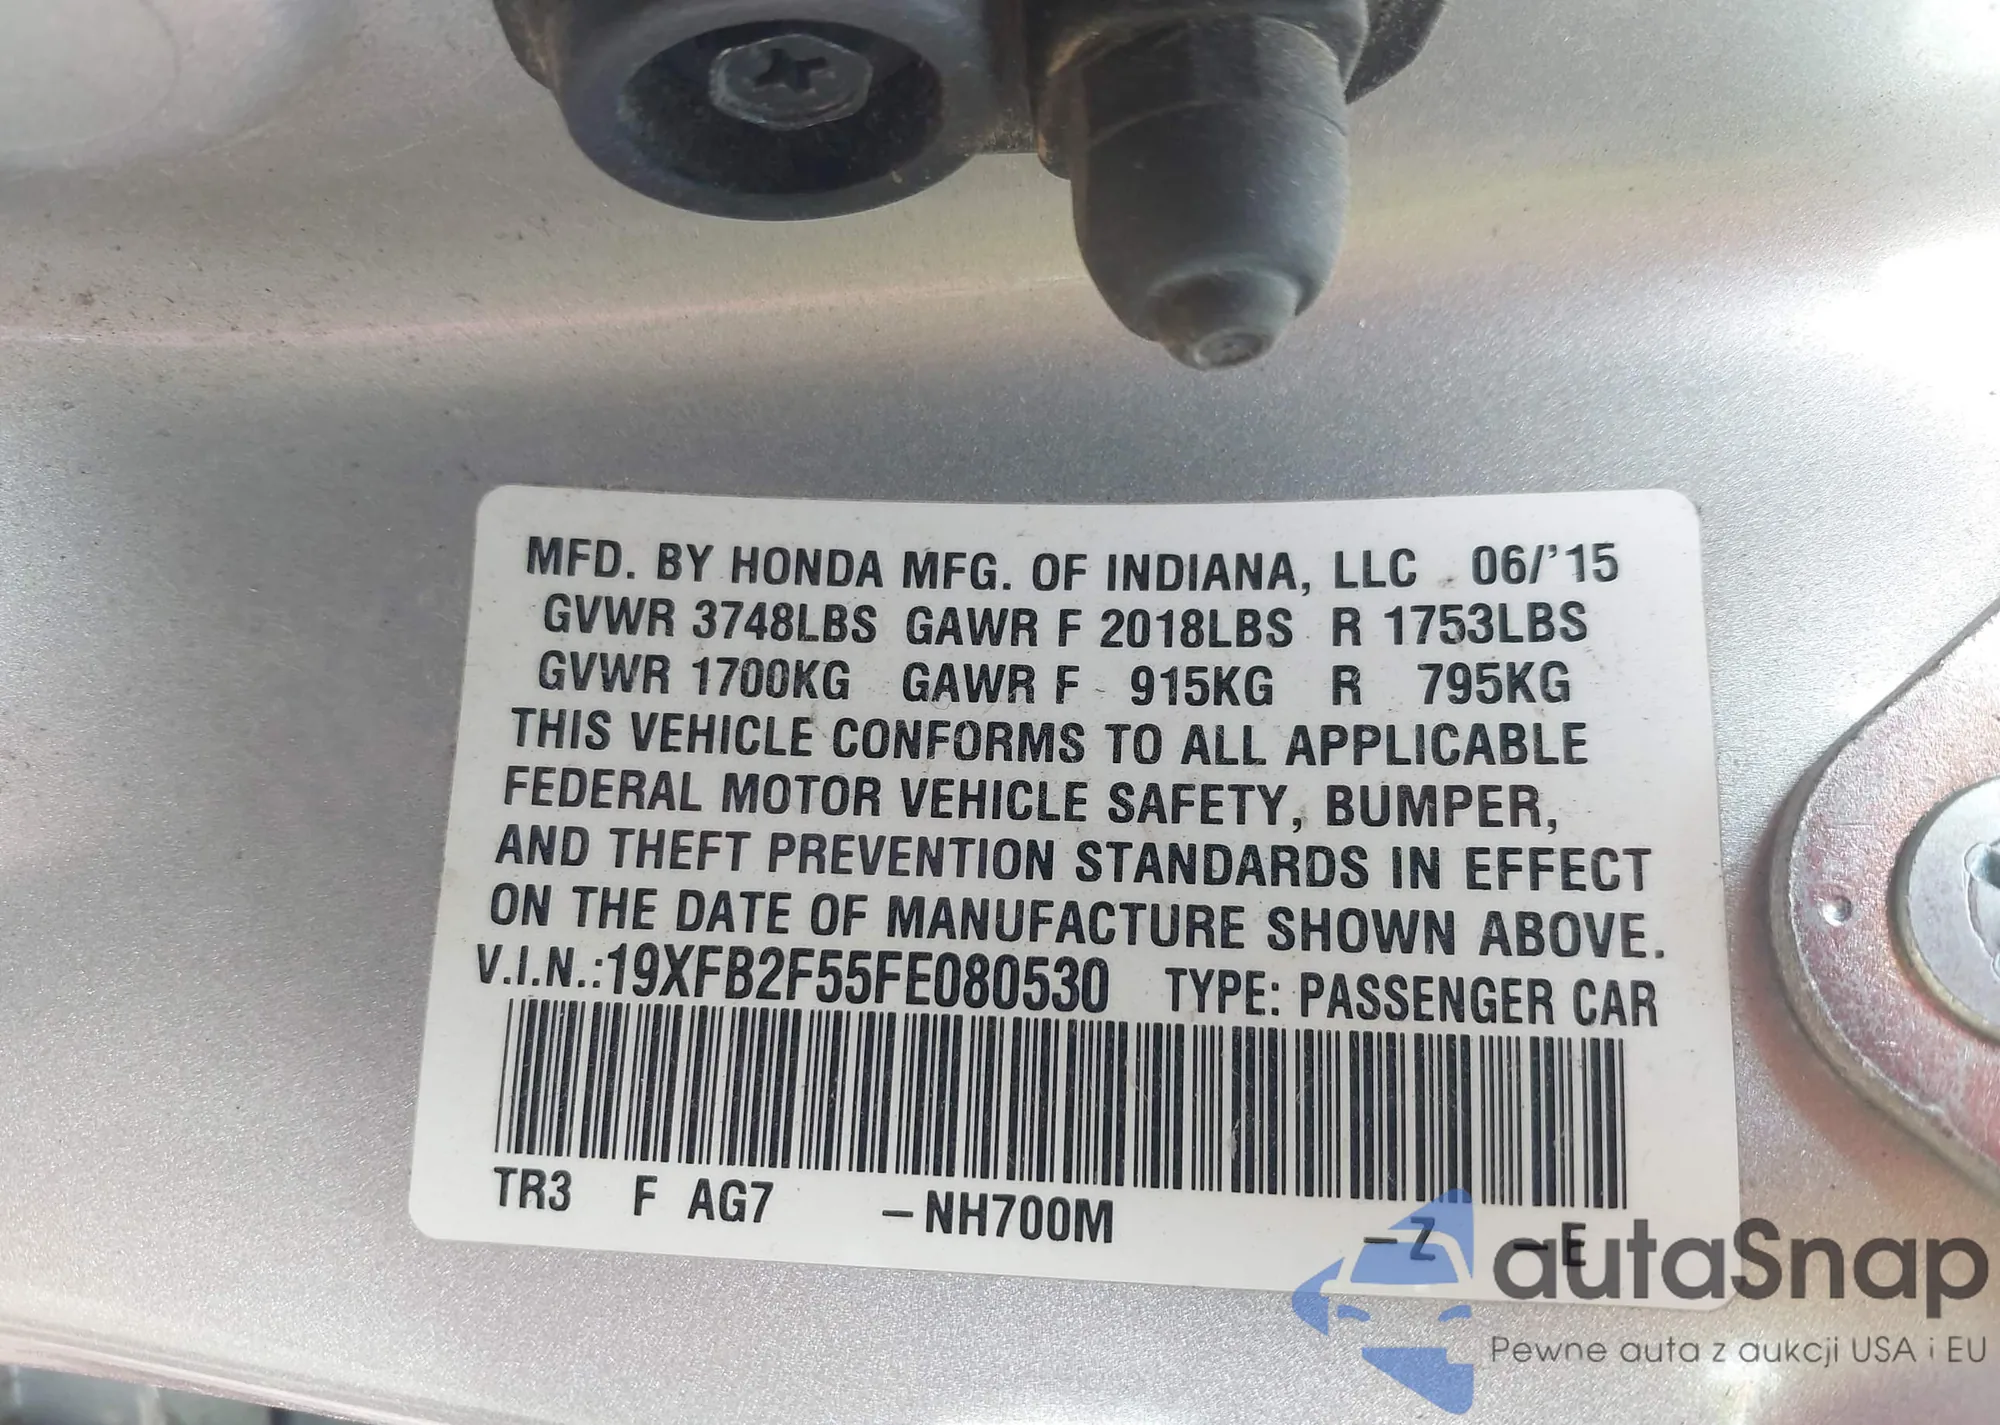 MFD. BY HONDA MFG. OF INDIANA, LLC 06/'15
GVWR 3748LBS GAWR F 2018LBS R 1753LBS
GVWR 1700KG GAWR F 915KG R 795KG
THIS VEHICLE CONFORMS TO ALL APPLICABLE
FEDERAL MOTOR VEHICLE SAFETY, BUMPER,
AND THEFT PREVENTION STANDARDS IN EFFECT
ON THE DATE OF MANUFACTURE SHOWN ABOVE.
V.I.N.:19XFB2F55FE080530 TYPE: PASSENGER CAR
TR3 F AG7 –NH700M –Z –E
autaSnap
Pewne auta z aukcji USA i EU